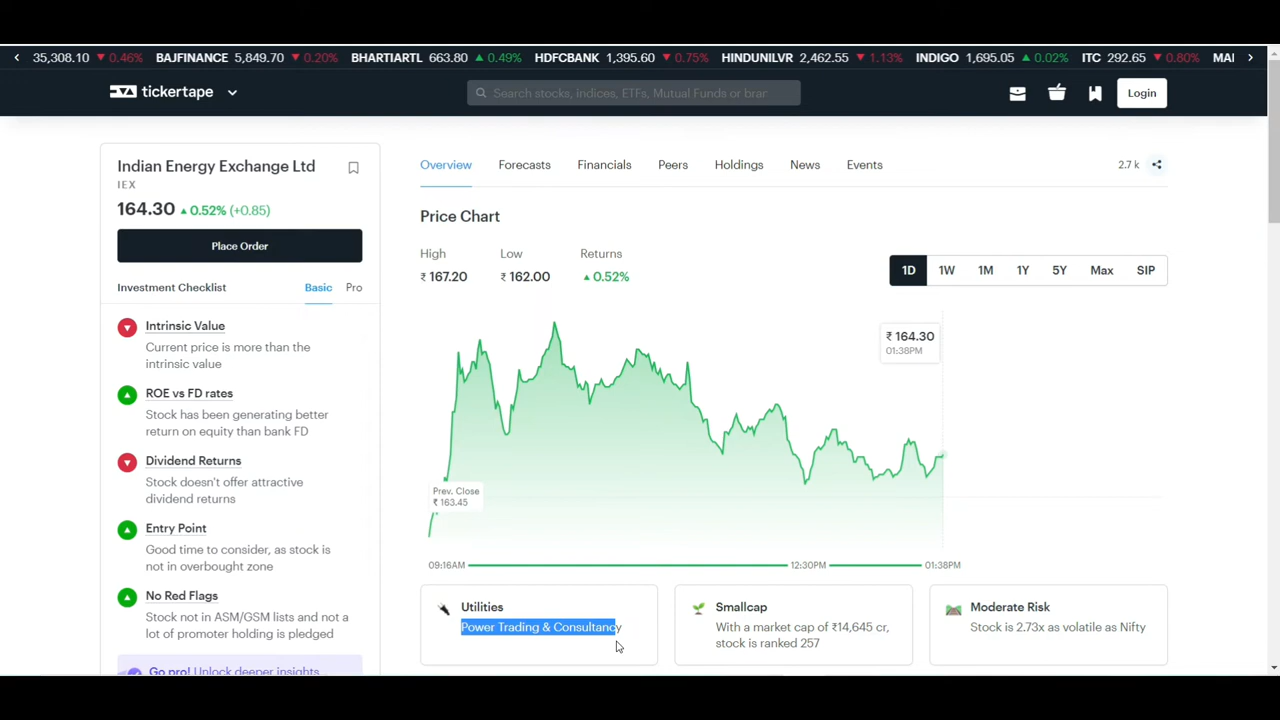 35,308.10 ▼ 0.46% BAJFINANCE 5,849.70 ▼ 0.20% BHARTIARTL 663.80 ▲ 0.49% HDFCBANK 1,395.60 ▼ 0.75% HINDUNILVR 2,462.55 ▼ 1.13% INDIGO 1,695.05 ▲ 0.02% ITC 292.65 ▼ 0.80% MAI
tickertape
Search stocks, indices, ETFs, Mutual Funds or brar
Login
Indian Energy Exchange Ltd
IEX
164.30 ▲ 0.52% (+0.85)
Place Order
Investment Checklist Basic Pro
Intrinsic Value
Current price is more than the
intrinsic value
ROE vs FD rates
Stock has been generating better
return on equity than bank FD
Dividend Returns
Stock doesn't offer attractive
dividend returns
Entry Point
Good time to consider, as stock is
not in overbought zone
No Red Flags
Stock not in ASM/GSM lists and not a
lot of promoter holding is pledged
Go pro! Unlock deeper insights
Overview Forecasts Financials Peers Holdings News Events
2.7 k
Price Chart
High Low Returns
₹ 167.20 ₹ 162.00 ▲ 0.52%
1D 1W 1M 1Y 5Y Max SIP
₹ 164.30
01:38PM
Prev. Close
₹ 163.45
09:16AM 12:30PM 01:38PM
Utilities
Power Trading & Consultancy
Smallcap
With a market cap of ₹14,645 cr,
stock is ranked 257
Moderate Risk
Stock is 2.73x as volatile as Nifty